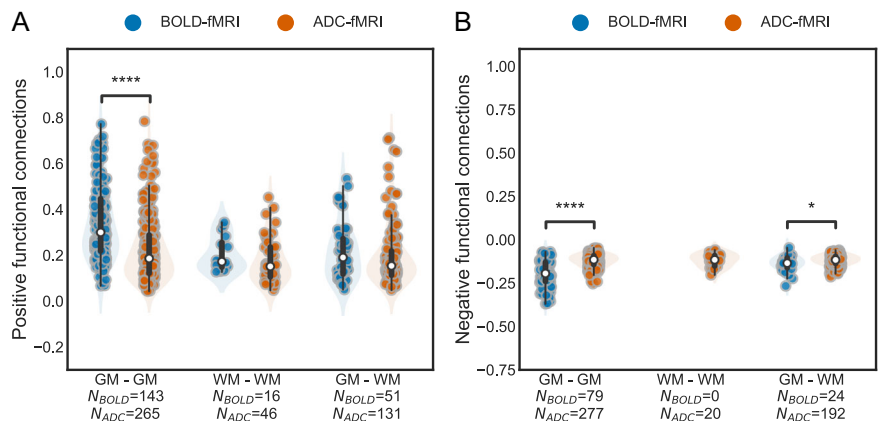 A
BOLD-fMRI
ADC-fMRI
Positive functional connections
1.0
0.8
0.6
0.4
0.2
0.0
−0.2
****
GM - GM
N_BOLD=143
N_ADC=265
WM - WM
N_BOLD=16
N_ADC=46
GM - WM
N_BOLD=51
N_ADC=131
B
BOLD-fMRI
ADC-fMRI
Negative functional connections
1.00
0.75
0.50
0.25
0.00
−0.25
−0.50
−0.75
****
*
GM - GM
N_BOLD=79
N_ADC=277
WM - WM
N_BOLD=0
N_ADC=20
GM - WM
N_BOLD=24
N_ADC=192